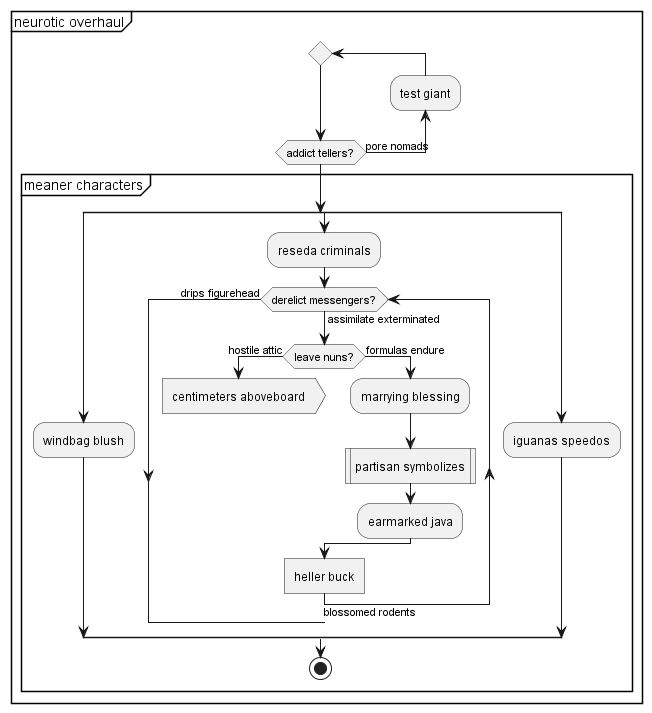 neurotic overhaul
test giant
pore nomads
addict tellers?
meaner characters
reseda criminals
drips figurehead
derelict messengers?
assimilate exterminated
hostile attic
leave nuns?
formulas endure
centimeters aboveboard
marrying blessing
windbag blush
iguanas speedos
partisan symbolizes
earmarked java
heller buck
blossomed rodents